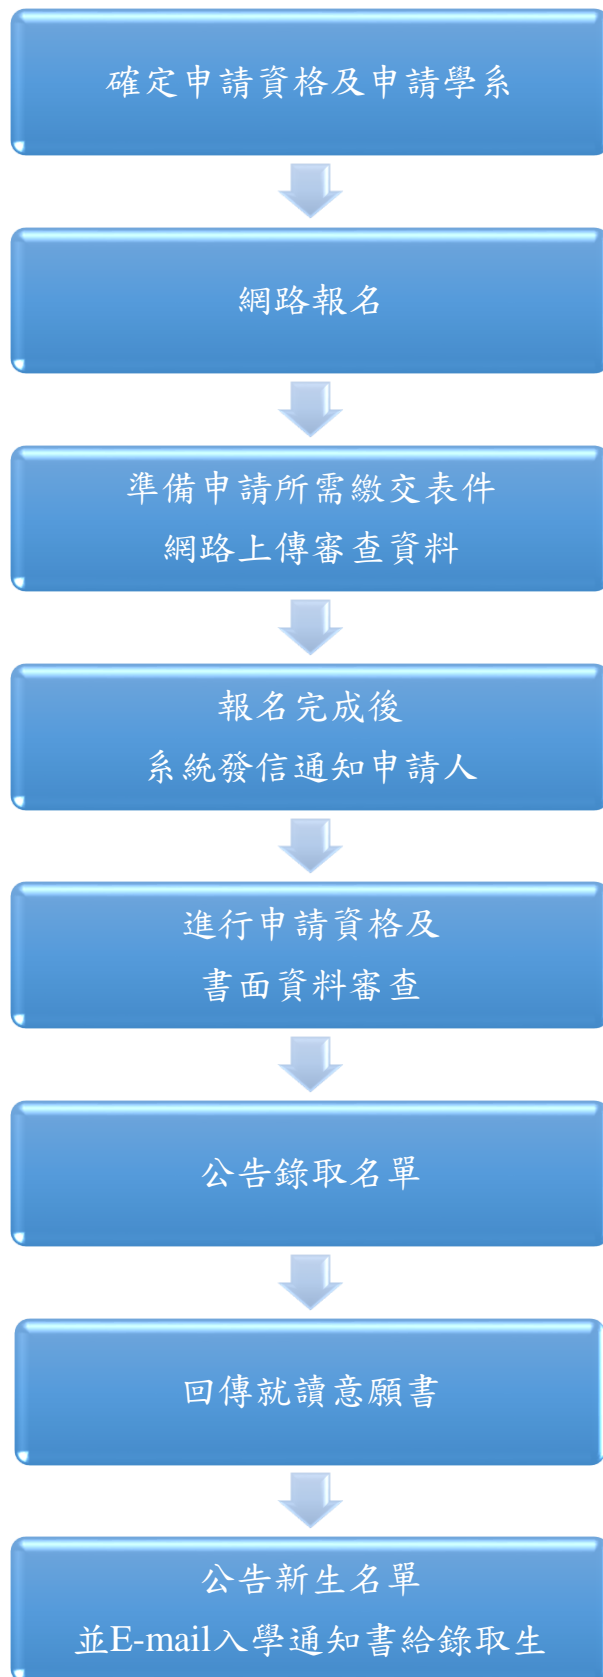 確定申請資格及申請學系
網路報名
準備申請所需繳交表件
網路上傳審查資料
報名完成後
系統發信通知申請人
進行申請資格及
書面資料審查
公告錄取名單
回傳就讀意願書
公告新生名單
並E-mail入學通知書給錄取生